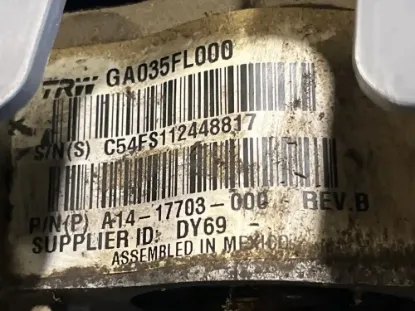 TRW GA035FL000
S/N(S) C54FS112448817
P/N(P) A14-17703-000 REV.B
SUPPLIER ID: DY69
ASSEMBLED IN MEXICO